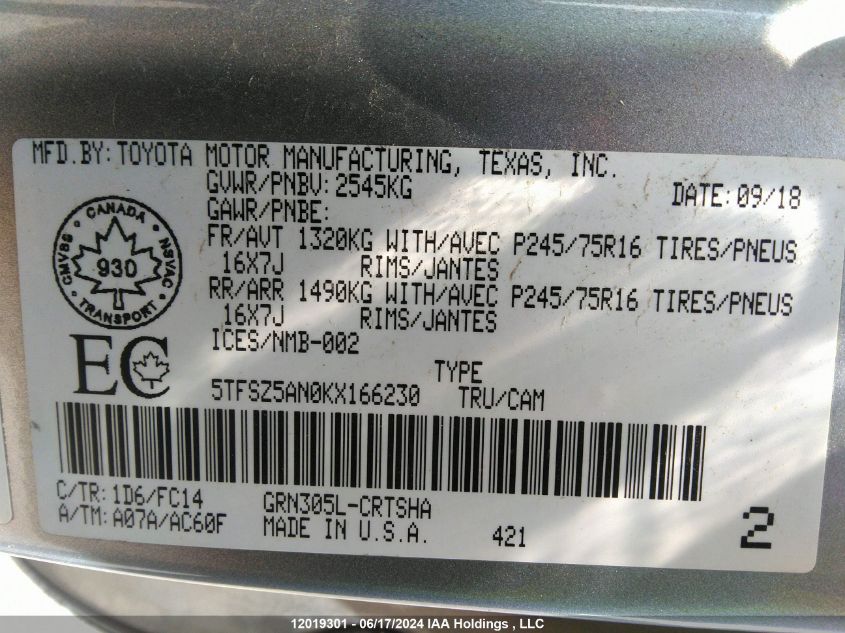 MFD.BY:TOYOTA MOTOR MANUFACTURING, TEXAS, INC.
GVWR/PNBV:2545KG DATE:09/18
GAWR/PNBE:
FR/AVT 1320KG WITH/AVEC P245/75R16 TIRES/PNEUS
16X7J RIMS/JANTES
RR/ARR 1490KG WITH/AVEC P245/75R16 TIRES/PNEUS
16X7J RIMS/JANTES
ICES/NMB-002
CANADA
CMVSS NSVAC
930
TRANSPORT
EC
TYPE
5TFSZ5AN0KX166230 TRU/CAM
C/TR:1D6/FC14 GRN305L-CRTSHA
A/TM:A07A/AC60F MADE IN U.S.A. 421 2
12019301 - 06/17/2024 IAA Holdings , LLC